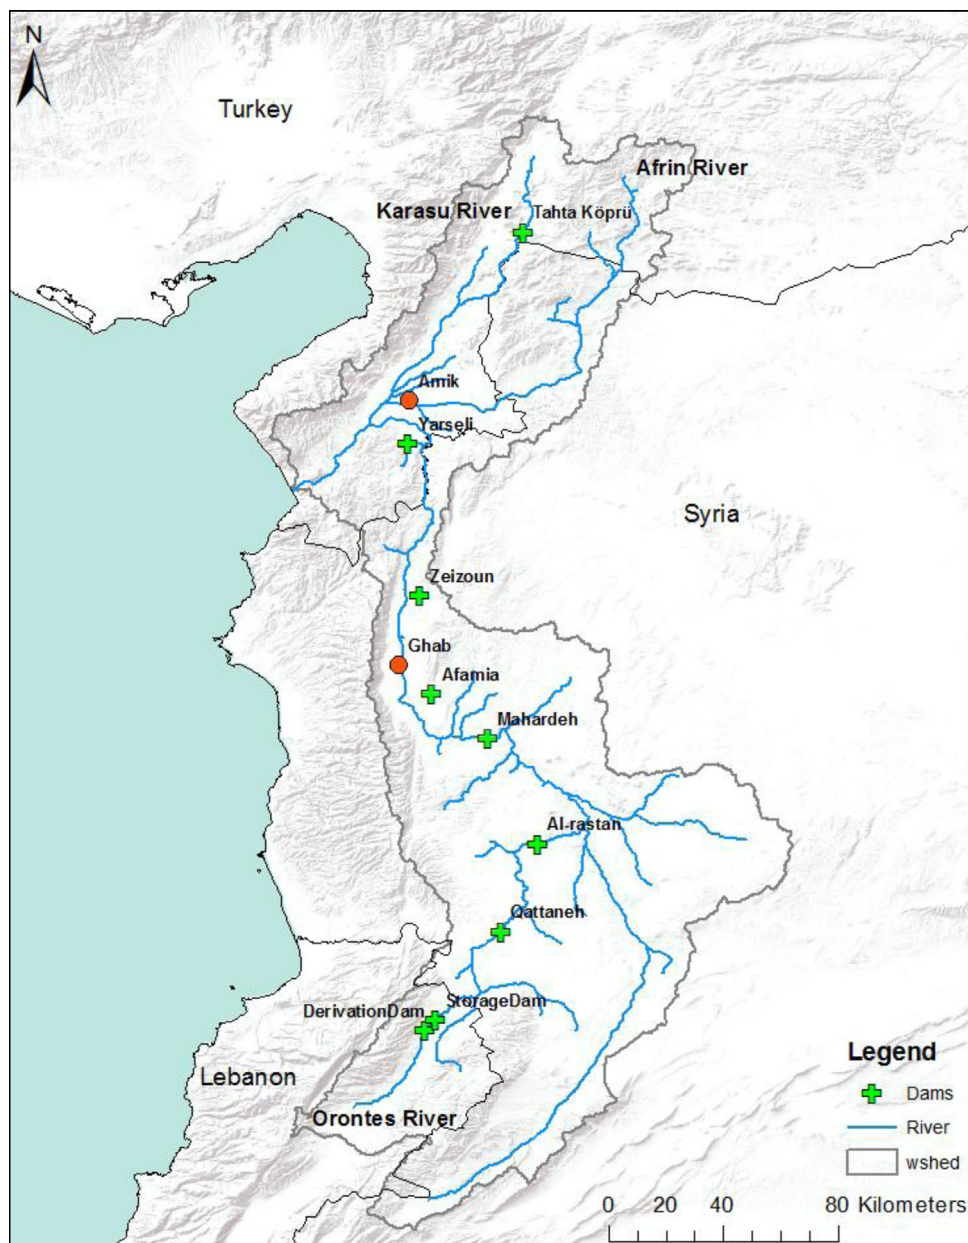 N
Turkey
Afrin River
Karasu River
Tahta Köprü
Amik
Yarseli
Syria
Zeizoun
Ghab
Afamia
Mahardeh
Al-rastan
Qattaneh
StorageDam
DerivationDam
Lebanon
Orontes River
Legend
Dams
River
wshed
0 20 40 80 Kilometers